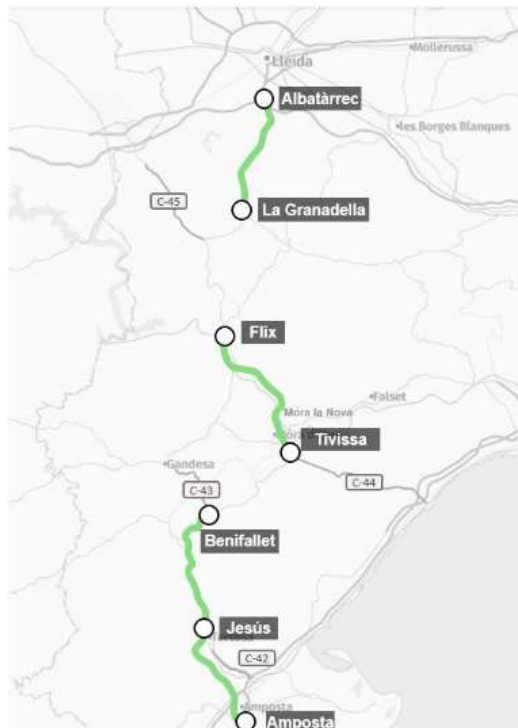 Mollerussa
Lleida
Albatàrrec
les Borges Blanques
C-45
La Granadella
Flix
Falset
Móra la Nova
Tivissa
Gandesa
C-44
C-43
Benifallet
Jesús
C-42
Amposta
Amposta